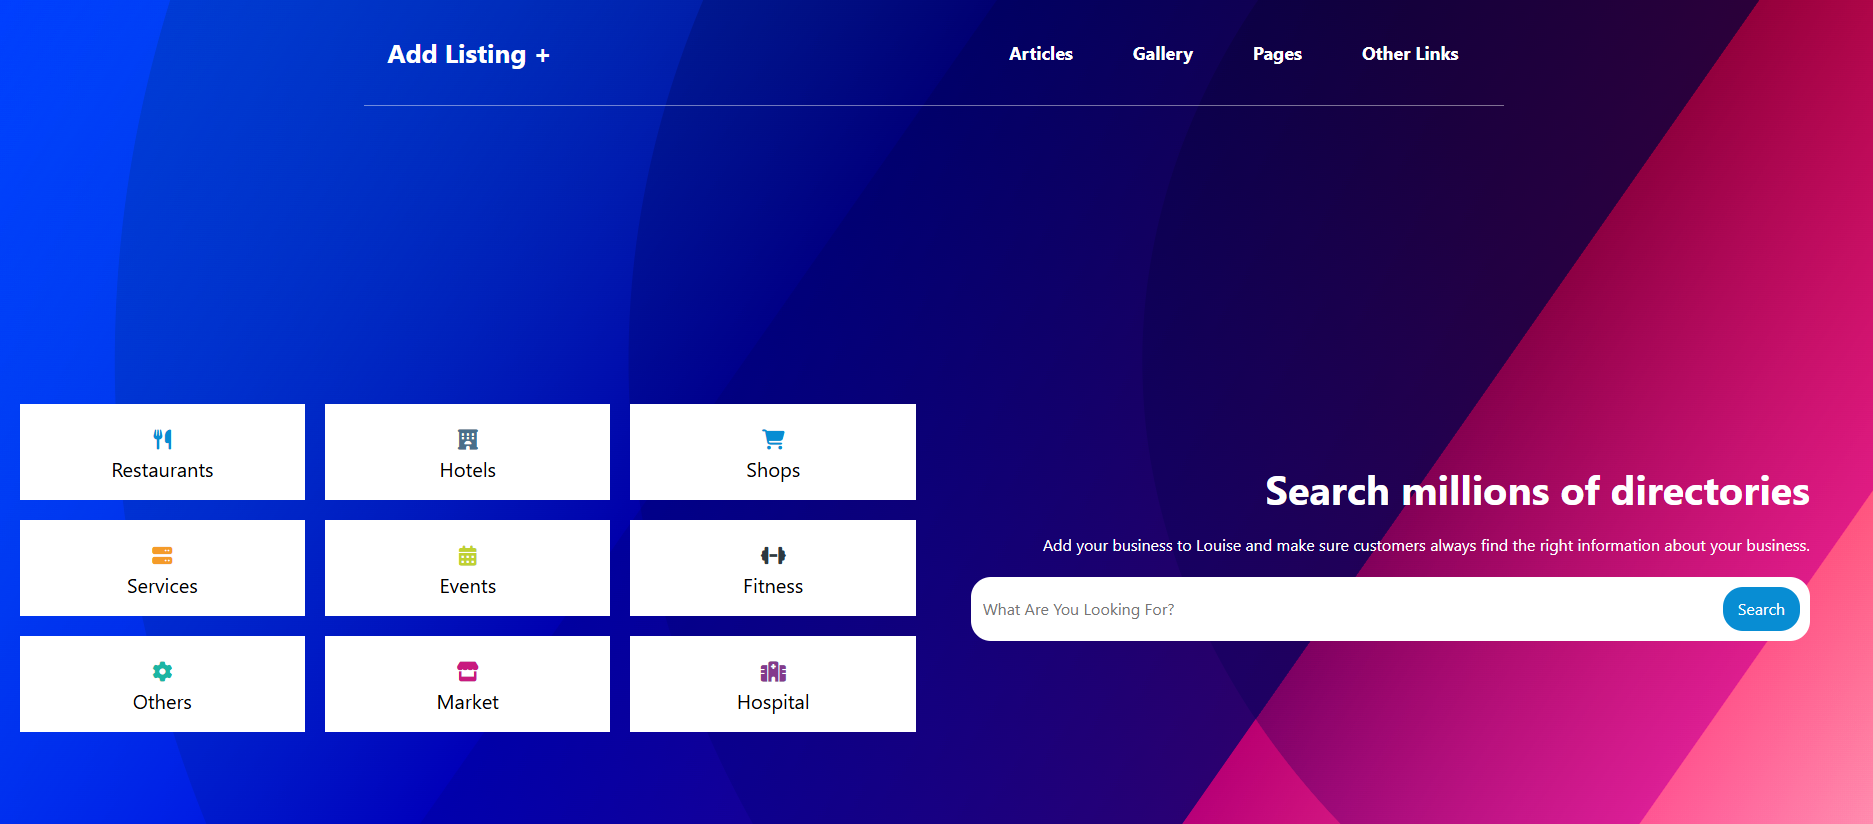 Add Listing +
Articles
Gallery
Pages
Other Links
Restaurants
Hotels
Shops
Services
Events
Fitness
Others
Market
Hospital
Search millions of directories
Add your business to Louise and make sure customers always find the right information about your business.
What Are You Looking For?
Search